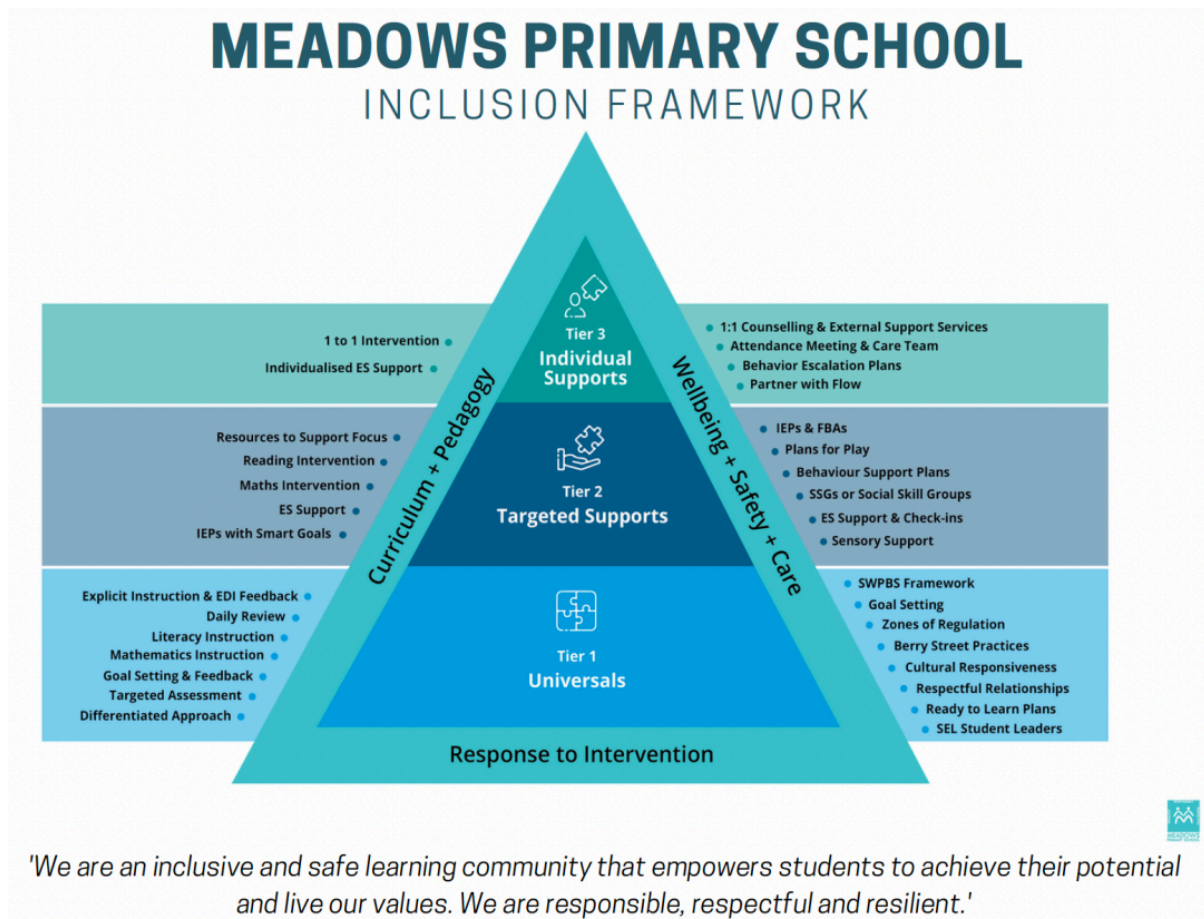 MEADOWS PRIMARY SCHOOL
INCLUSION FRAMEWORK
Tier 3
Individual
Supports
1 to 1 Intervention
Individualised ES Support
1:1 Counselling & External Support Services
Attendance Meeting & Care Team
Behavior Escalation Plans
Partner with Flow
Curriculum + Pedagogy
Wellbeing + Safety + Care
Tier 2
Targeted Supports
Resources to Support Focus
Reading Intervention
Maths Intervention
ES Support
IEPs with Smart Goals
IEPs & FBAs
Plans for Play
Behaviour Support Plans
SSGs or Social Skill Groups
ES Support & Check-ins
Sensory Support
Tier 1
Universals
Explicit Instruction & EDI Feedback
Daily Review
Literacy Instruction
Mathematics Instruction
Goal Setting & Feedback
Targeted Assessment
Differentiated Approach
SWPBS Framework
Goal Setting
Zones of Regulation
Berry Street Practices
Cultural Responsiveness
Respectful Relationships
Ready to Learn Plans
SEL Student Leaders
Response to Intervention
'We are an inclusive and safe learning community that empowers students to achieve their potential
and live our values. We are responsible, respectful and resilient.'